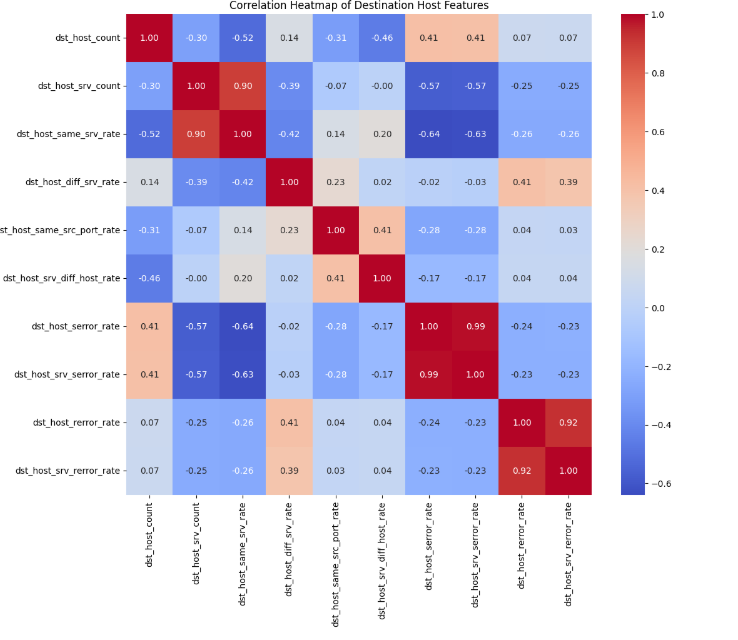 Correlation Heatmap of Destination Host Features
dst_host_count 1.00 -0.30 -0.52 0.14 -0.31 -0.46 0.41 0.41 0.07 0.07
dst_host_srv_count -0.30 1.00 0.90 -0.39 -0.07 -0.00 -0.57 -0.57 -0.25 -0.25
dst_host_same_srv_rate -0.52 0.90 1.00 -0.42 0.14 0.20 -0.64 -0.63 -0.26 -0.26
dst_host_diff_srv_rate 0.14 -0.39 -0.42 1.00 0.23 0.02 -0.02 -0.03 0.41 0.39
st_host_same_src_port_rate -0.31 -0.07 0.14 0.23 1.00 0.41 -0.28 -0.28 0.04 0.03
dst_host_srv_diff_host_rate -0.46 -0.00 0.20 0.02 0.41 1.00 -0.17 -0.17 0.04 0.04
dst_host_serror_rate 0.41 -0.57 -0.64 -0.02 -0.28 -0.17 1.00 0.99 -0.24 -0.23
dst_host_srv_serror_rate 0.41 -0.57 -0.63 -0.03 -0.28 -0.17 0.99 1.00 -0.23 -0.23
dst_host_rerror_rate 0.07 -0.25 -0.26 0.41 0.04 0.04 -0.24 -0.23 1.00 0.92
dst_host_srv_rerror_rate 0.07 -0.25 -0.26 0.39 0.03 0.04 -0.23 -0.23 0.92 1.00
dst_host_count
dst_host_srv_count
dst_host_same_srv_rate
dst_host_diff_srv_rate
dst_host_same_src_port_rate
dst_host_srv_diff_host_rate
dst_host_serror_rate
dst_host_srv_serror_rate
dst_host_rerror_rate
dst_host_srv_rerror_rate
1.0
0.8
0.6
0.4
0.2
0.0
-0.2
-0.4
-0.6